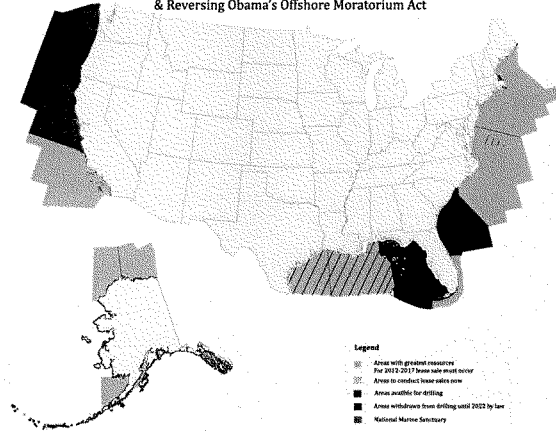 & Reversing Obama's Offshore Moratorium Act
Legend
Areas with greatest resources
For 2012-2017 lease sale must occur
Areas to conduct lease sales now
Areas availble for drilling
Areas withdrawn from drilling until 2022 by law
National Marine Sanctuary